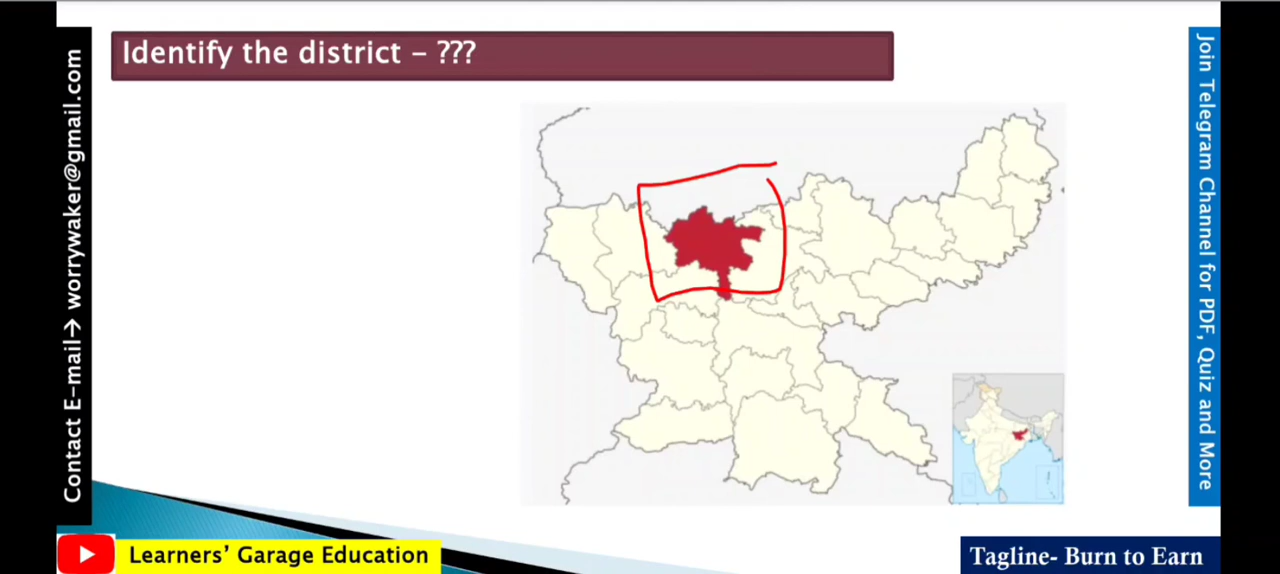 Identify the district – ???
Contact E-mail→ worrywaker@gmail.com
Join Telegram Channel for PDF, Quiz and More
Learners’ Garage Education
Tagline- Burn to Earn